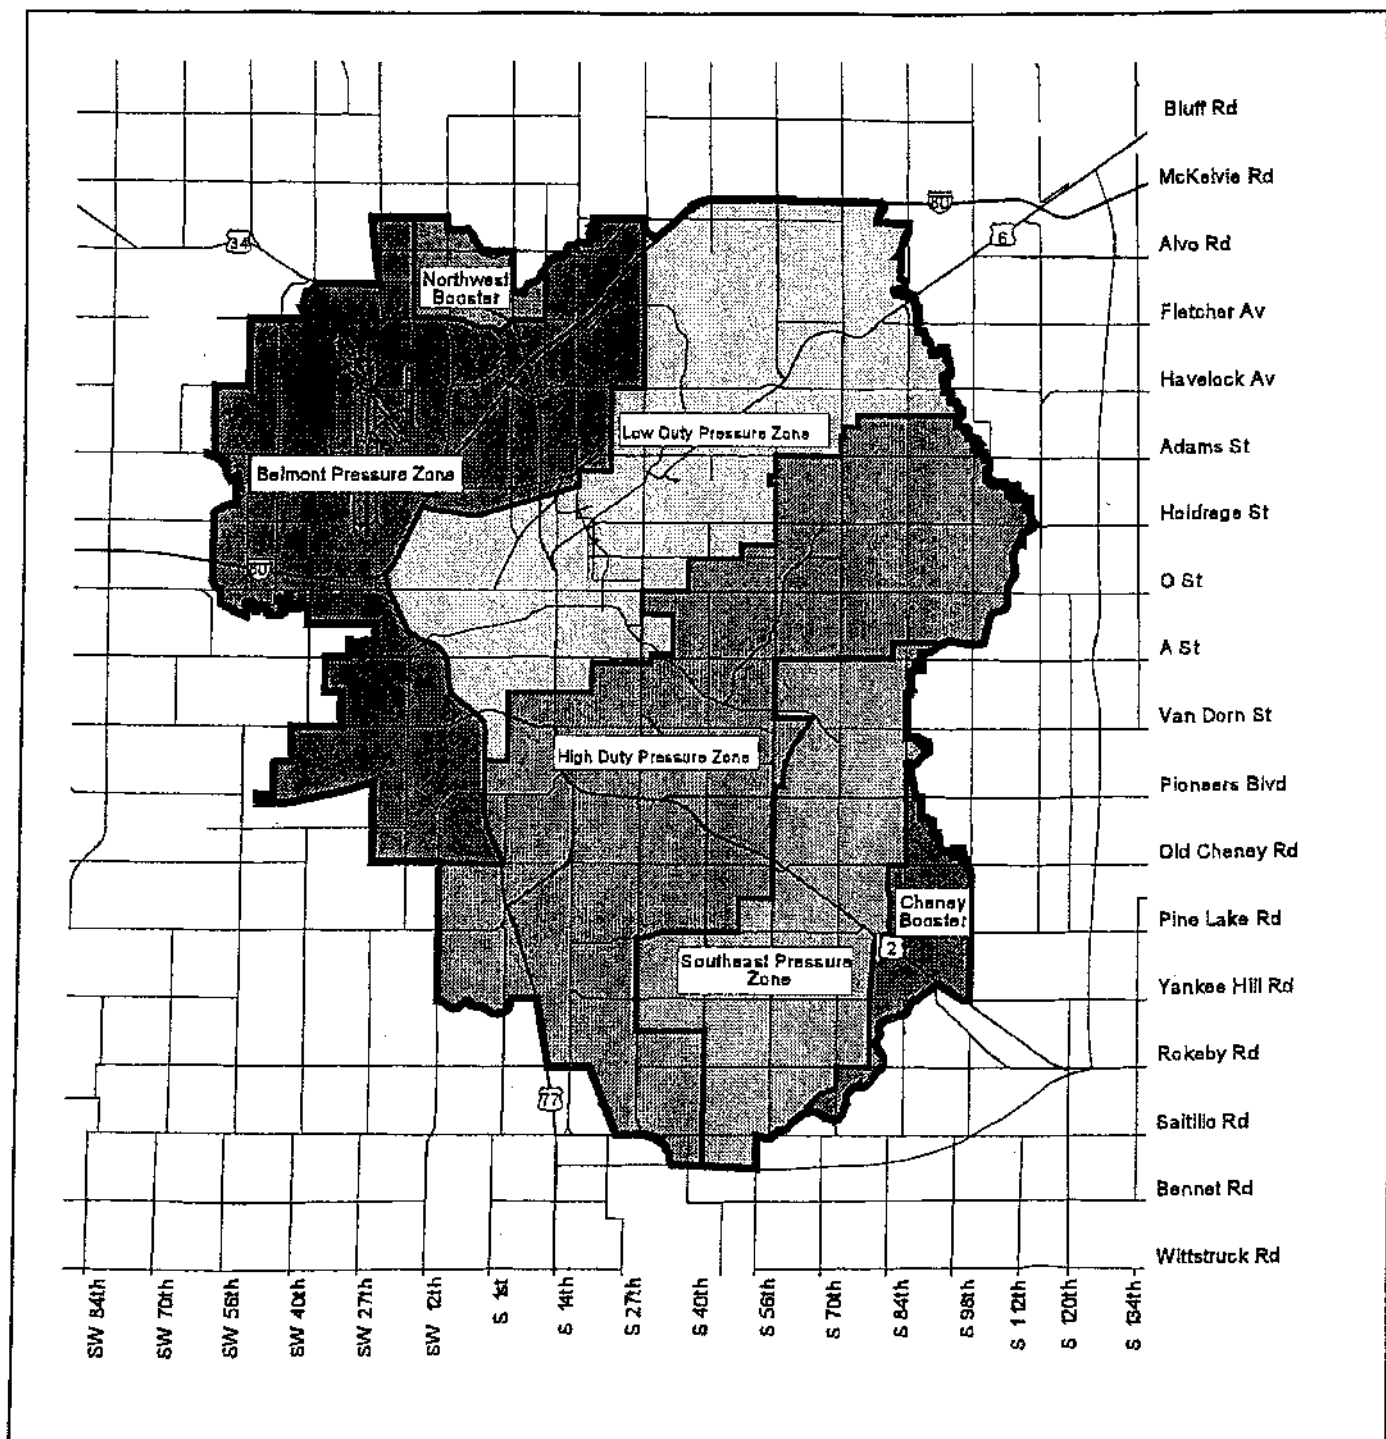 Bluff Rd
McKelvie Rd
80
34
6
Alvo Rd
Northwest
Booster
Fletcher Av
Havelock Av
Low Duty Pressure Zone
Adams St
Belmont Pressure Zone
Holdrege St
80
O St
A St
Van Dorn St
High Duty Pressure Zone
Pioneers Blvd
Old Cheney Rd
Cheney
Booster
Pine Lake Rd
2
Southeast Pressure
Zone
Yankee Hill Rd
Rokeby Rd
77
Saltillo Rd
Bennet Rd
Wittstruck Rd
SW 84th
SW 70th
SW 56th
SW 40th
SW 27th
SW 12th
S 1st
S 14th
S 27th
S 40th
S 56th
S 70th
S 84th
S 98th
S 112th
S 120th
S 134th